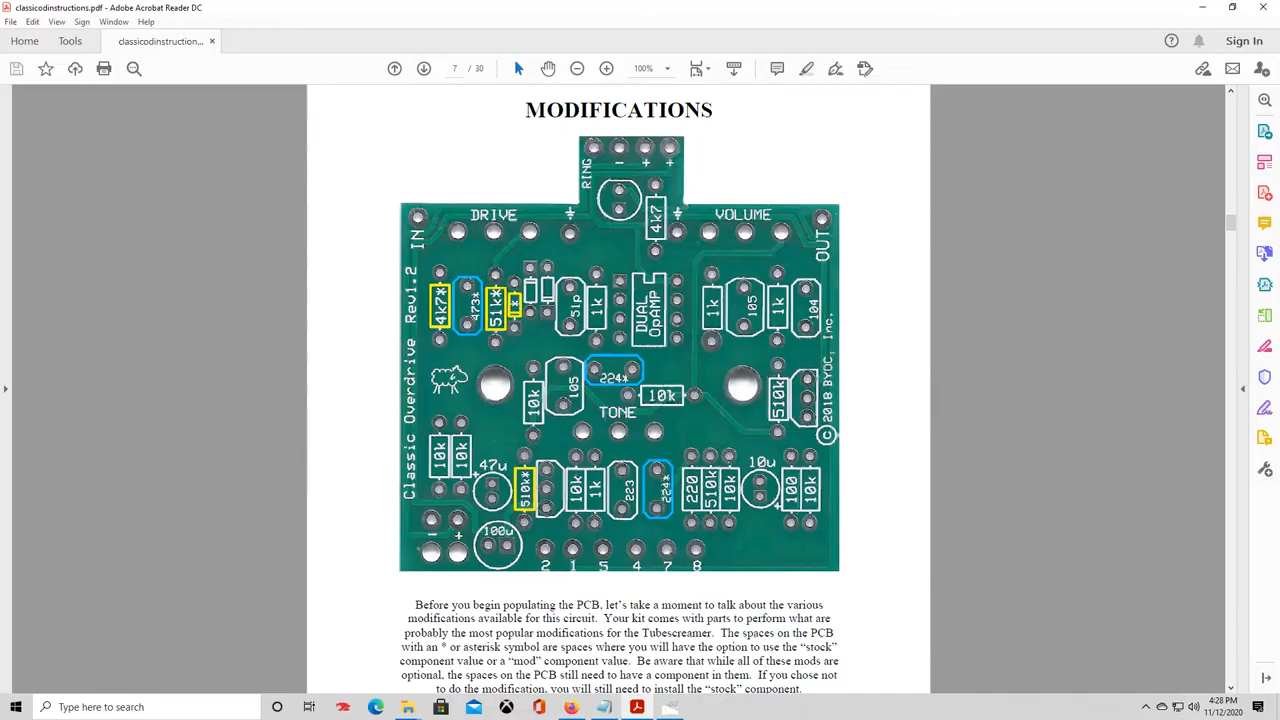 classicodinstructions.pdf - Adobe Acrobat Reader DC
File Edit View Sign Window Help
Home Tools classicodinstructions... × Sign In
7 / 30 100%
MODIFICATIONS
RING - + +
DRIVE 4k7 VOLUME
IN OUT
4k7* 473* 51k* * 51p 1k DUAL OpAMP 1k 105 1k 104
Classic Overdrive Rev1.2
10k 105 224* 10k 510k
TONE
© 2018 BYOC, Inc.
10k 10k 47u + 510k* 10k 1k 223 224* 220 510k 10k 10u + 100 10k
- + 100u
2 1 5 4 7 8
Before you begin populating the PCB, let's take a moment to talk about the various
modifications available for this circuit. Your kit comes with parts to perform what are
probably the most popular modifications for the Tubescreamer. The spaces on the PCB
with an * or asterisk symbol are spaces where you will have the option to use the "stock"
component value or a "mod" component value. Be aware that while all of these mods are
optional, the spaces on the PCB still need to have a component in them. If you chose not
to do the modification, you will still need to install the "stock" component.
Type here to search
4:28 PM
11/12/2020